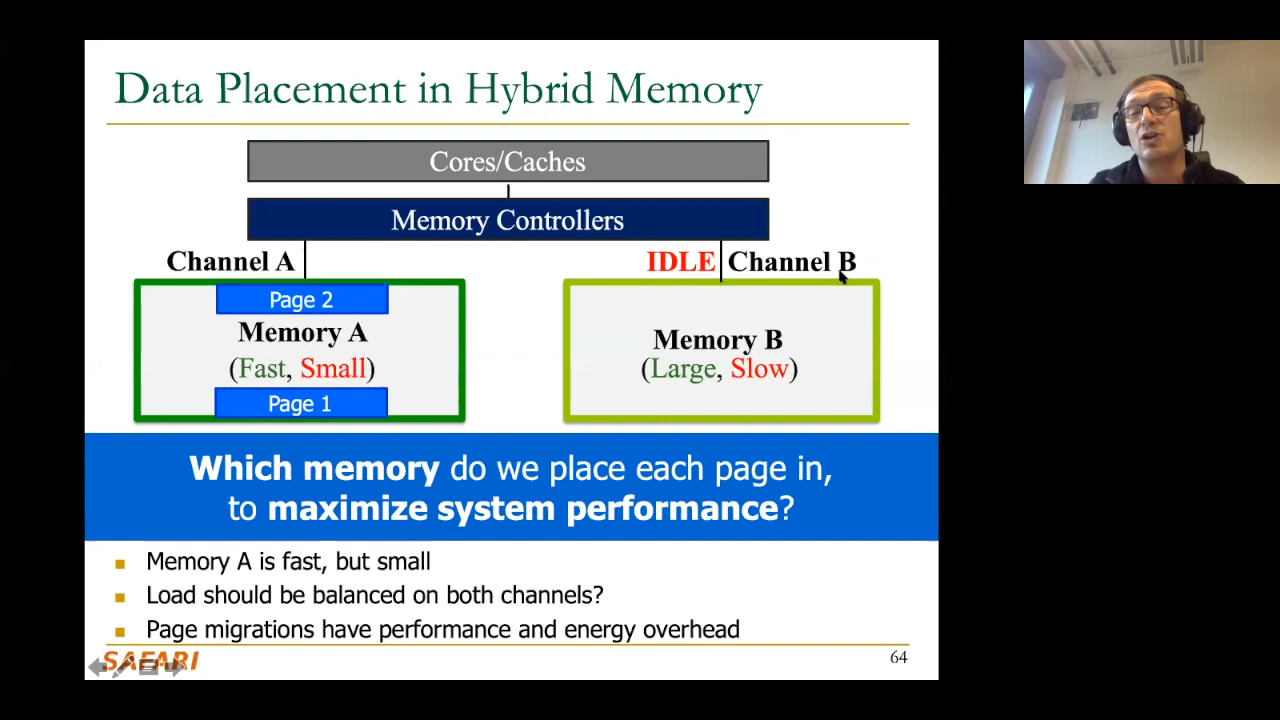 Data Placement in Hybrid Memory
Cores/Caches
Memory Controllers
Channel A
IDLE Channel B
Page 2
Memory A
(Fast, Small)
Page 1
Memory B
(Large, Slow)
Which memory do we place each page in,
to maximize system performance?
Memory A is fast, but small
Load should be balanced on both channels?
Page migrations have performance and energy overhead
SAFARI
64